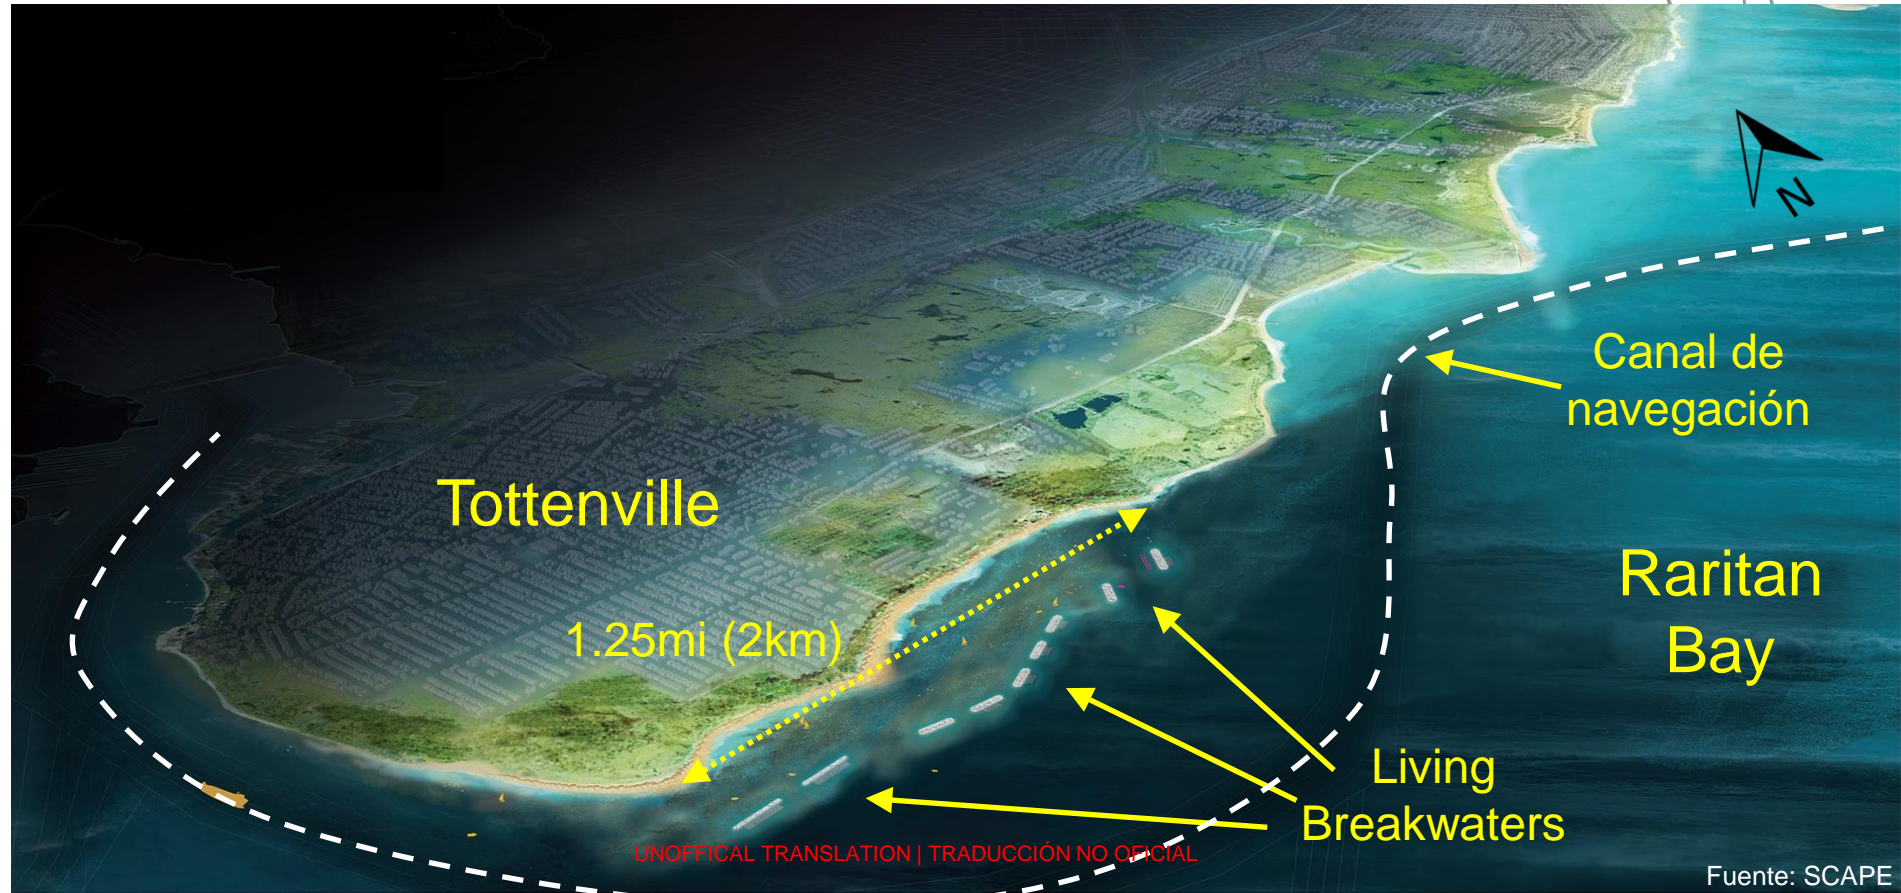 N
Canal de
navegación
Tottenville
Raritan
Bay
1.25mi (2km)
Living
Breakwaters
UNOFFICAL TRANSLATION | TRADUCCIÓN NO OFICIAL
Fuente: SCAPE